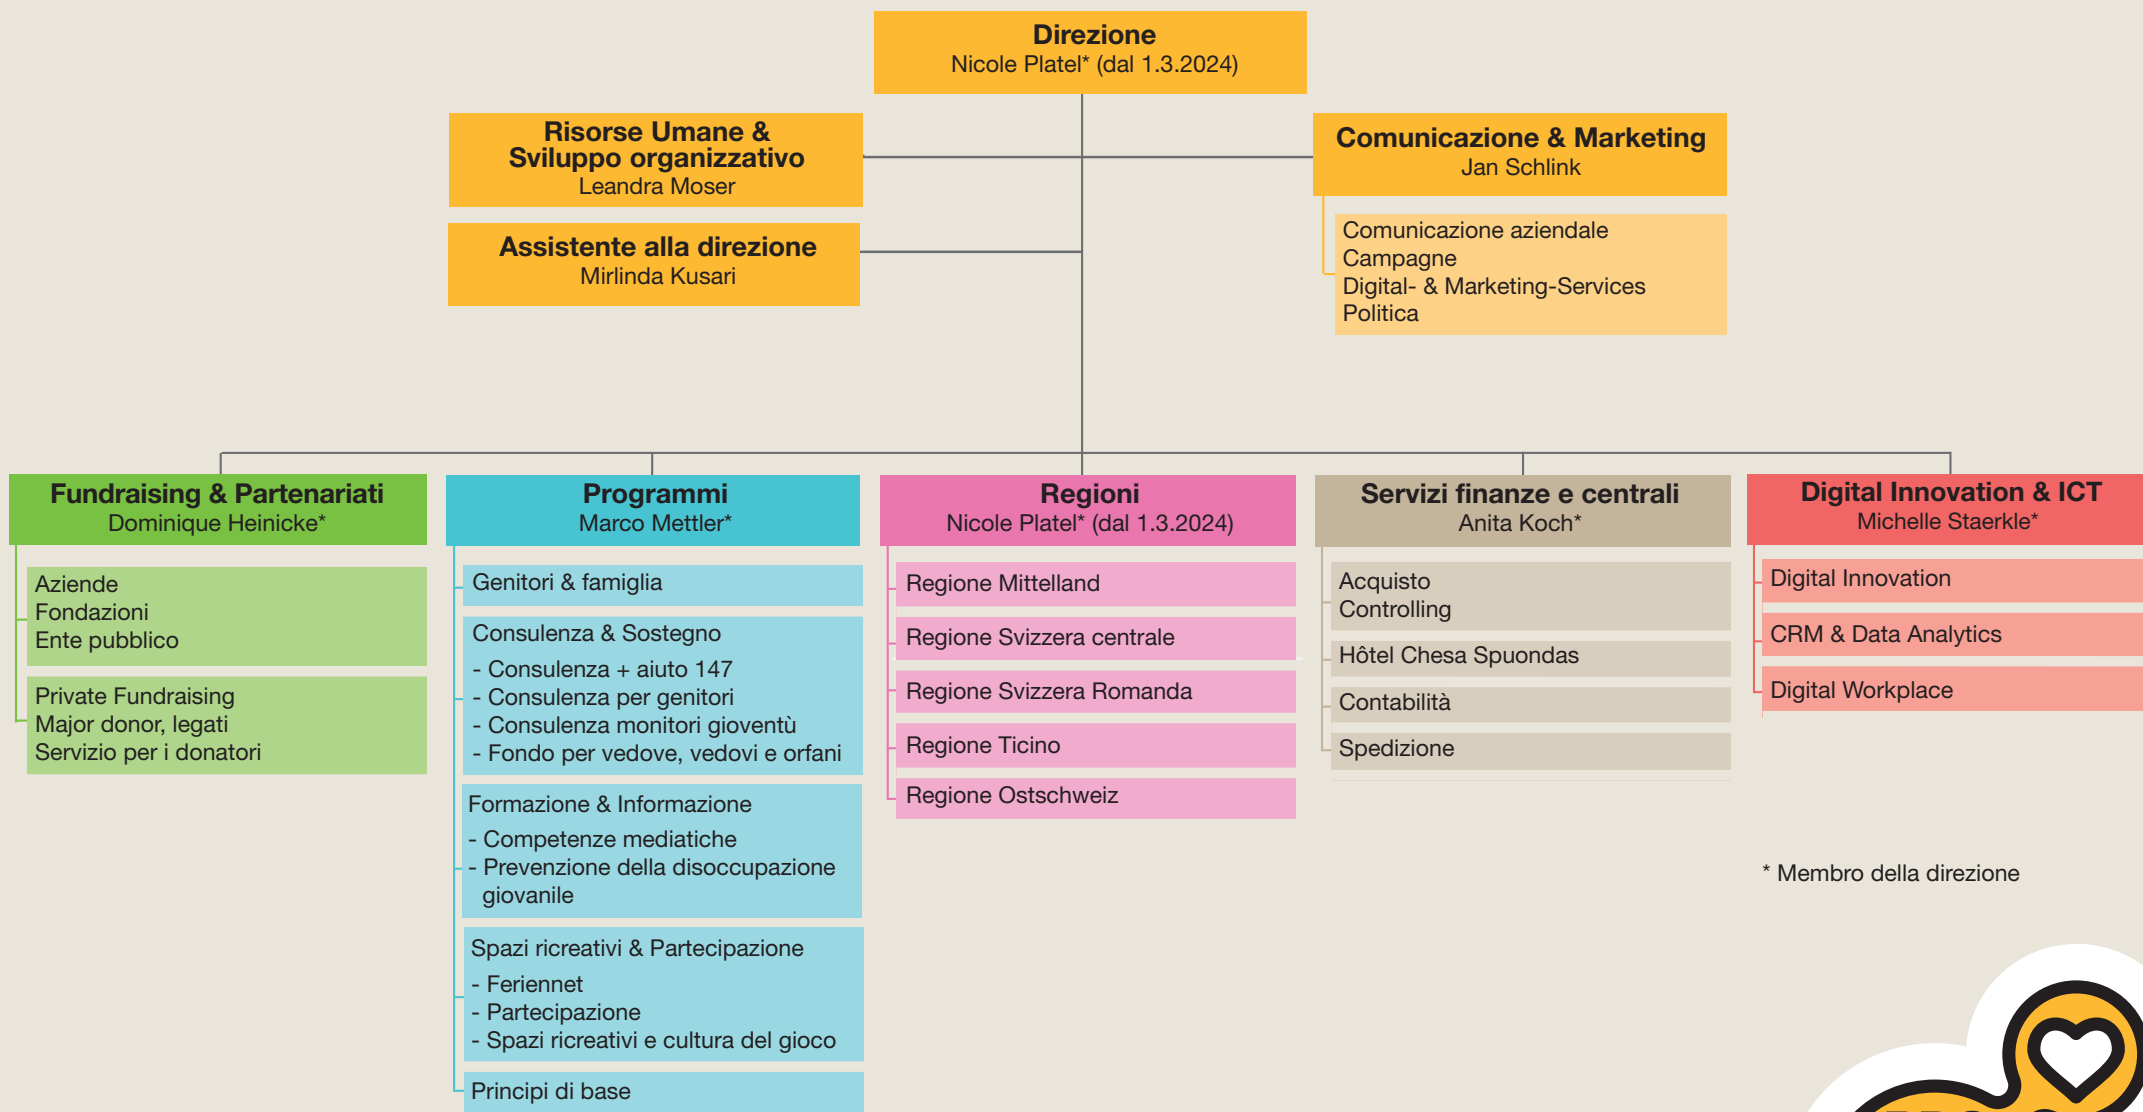 Direzione
Nicole Platel* (dal 1.3.2024)
Risorse Umane &
Sviluppo organizzativo
Leandra Moser
Comunicazione & Marketing
Jan Schlink
Assistente alla direzione
Mirlinda Kusari
Comunicazione aziendale
Campagne
Digital- & Marketing-Services
Politica
Fundraising & Partenariati
Dominique Heinicke*
Aziende
Fondazioni
Ente pubblico
Private Fundraising
Major donor, legati
Servizio per i donatori
Programmi
Marco Mettler*
Genitori & famiglia
Consulenza & Sostegno
- Consulenza + aiuto 147
- Consulenza per genitori
- Consulenza monitori gioventù
- Fondo per vedove, vedovi e orfani
Formazione & Informazione
- Competenze mediatiche
- Prevenzione della disoccupazione
giovanile
Spazi ricreativi & Partecipazione
- Feriennet
- Partecipazione
- Spazi ricreativi e cultura del gioco
Principi di base
Regioni
Nicole Platel* (dal 1.3.2024)
Regione Mittelland
Regione Svizzera centrale
Regione Svizzera Romanda
Regione Ticino
Regione Ostschweiz
Servizi finanze e centrali
Anita Koch*
Acquisto
Controlling
Hôtel Chesa Spuondas
Contabilità
Spedizione
Digital Innovation & ICT
Michelle Staerkle*
Digital Innovation
CRM & Data Analytics
Digital Workplace
* Membro della direzione